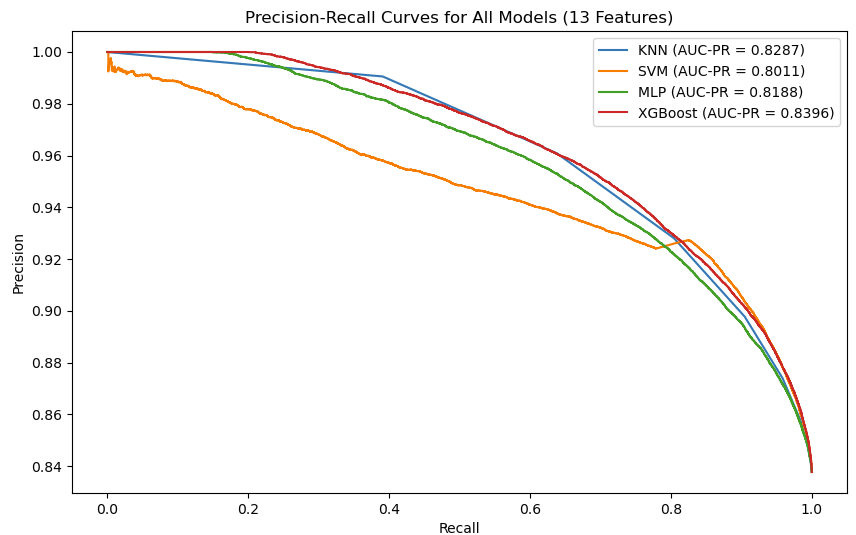 Precision-Recall Curves for All Models (13 Features)
KNN (AUC-PR = 0.8287)
SVM (AUC-PR = 0.8011)
MLP (AUC-PR = 0.8188)
XGBoost (AUC-PR = 0.8396)
Precision
1.00
0.98
0.96
0.94
0.92
0.90
0.88
0.86
0.84
0.0 0.2 0.4 0.6 0.8 1.0
Recall